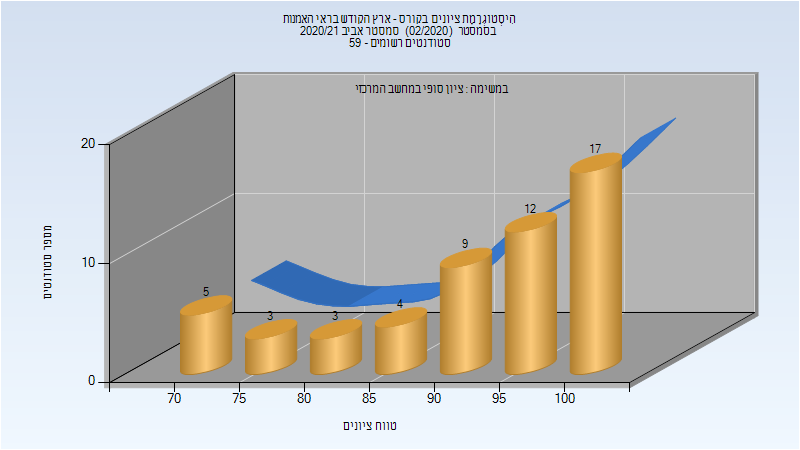 היסטוגרמת ציונים בקורס - ארץ הקודש בראי האמנות
בסמסטר (02/2020) סמסטר אביב 2020/21
סטודנטים רשומים - 59
במשימה : ציון סופי במחשב המרכזי
מספר סטודנטים
20
10
0
5
3
3
4
9
12
17
70
75
80
85
90
95
100
טווח ציונים